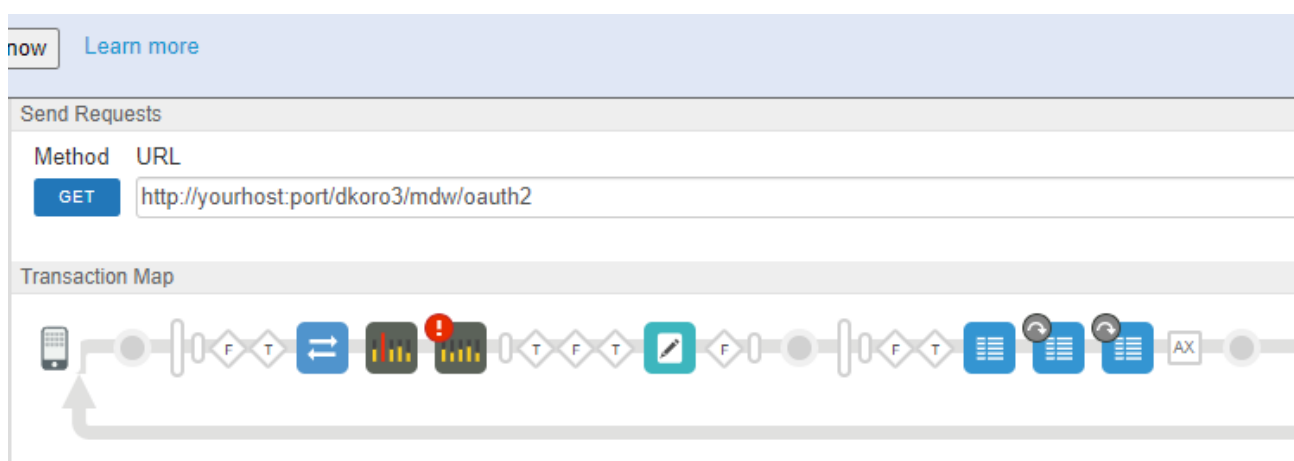 now Learn more
Send Requests
Method URL
GET http://yourhost:port/dkoro3/mdw/oauth2
Transaction Map
F T ! T F T F F T AX